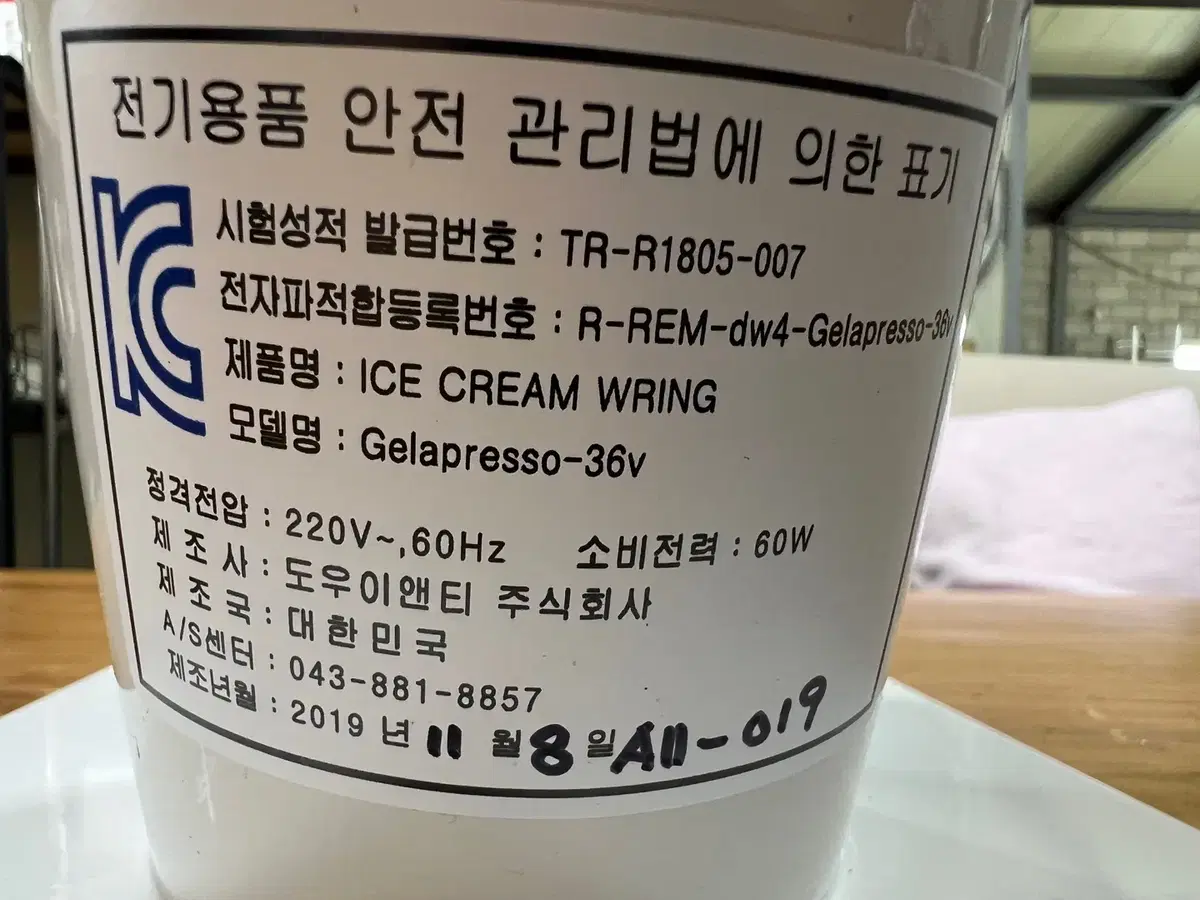 전기용품 안전 관리법에 의한 표기
KC
시험성적 발급번호 : TR-R1805-007
전자파적합등록번호 : R-REM-dw4-Gelapresso-36v
제품명 : ICE CREAM WRING
모델명 : Gelapresso-36v
정격전압 : 220V~,60Hz 소비전력 : 60W
제 조 사 : 도우이앤티 주식회사
제 조 국 : 대 한 민 국
A/S센터 : 043-881-8857
제조년월 : 2019 년 11 월 8 일 A11-019